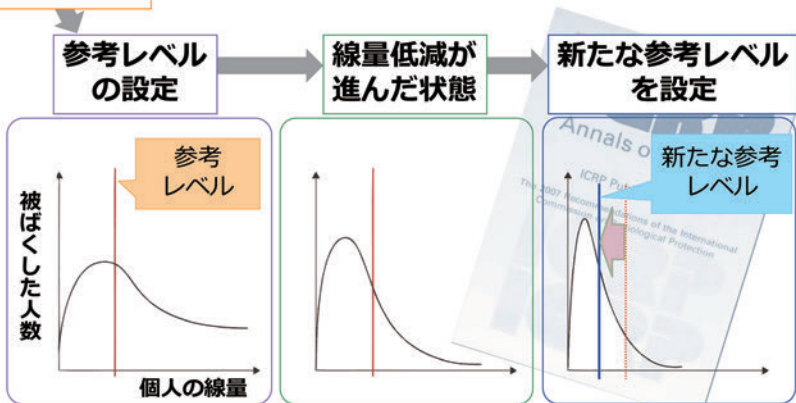 参考レベル
の設定
線量低減が
進んだ状態
新たな参考レベル
を設定
参考
レベル
被ばくした人数
個人の線量
新たな参考
レベル
Annals o
ICRP Pu
The 2007 Recommendations of the International
Commission on
ological Protection